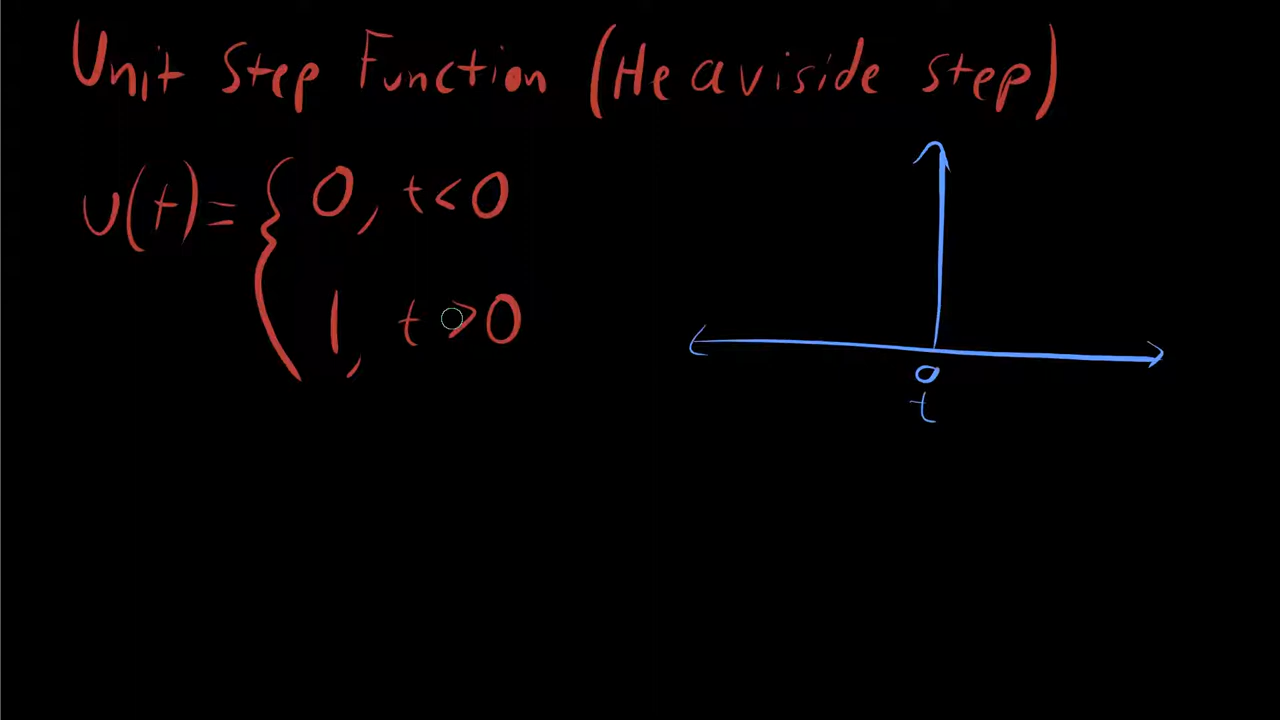 Unit Step Function (Heaviside step)
u(t)= { 0, t<0
1, t>0
0
t